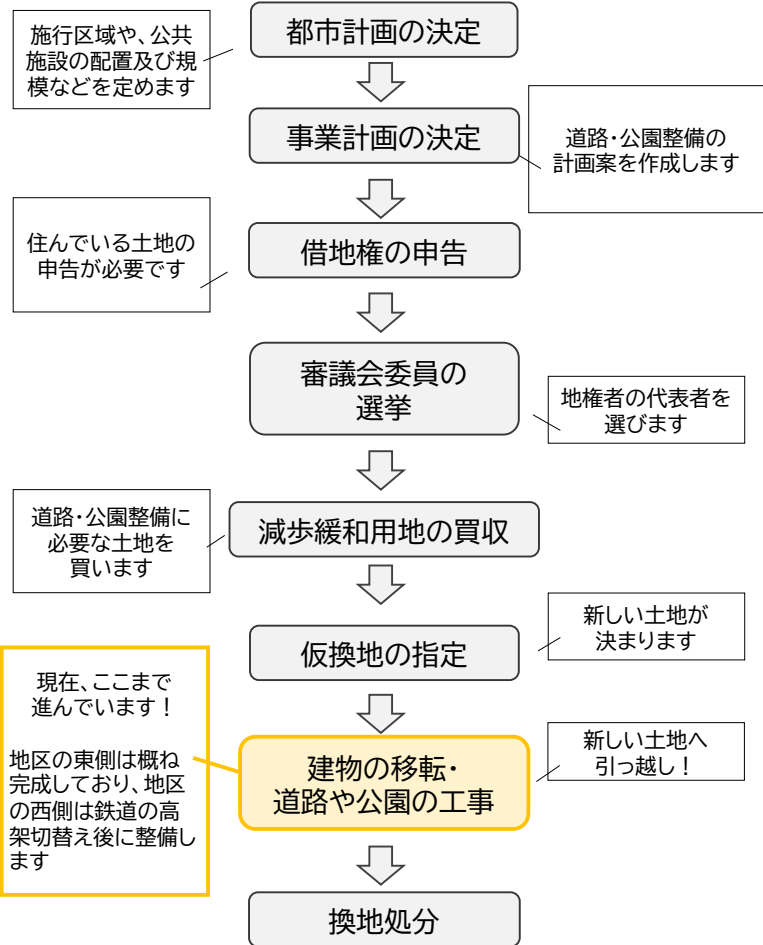 都市計画の決定
施行区域や、公共
施設の配置及び規
模などを定めます
事業計画の決定
道路・公園整備の
計画案を作成します
借地権の申告
住んでいる土地の
申告が必要です
審議会委員の
選挙
地権者の代表者を
選びます
減歩緩和用地の買収
道路・公園整備に
必要な土地を
買います
仮換地の指定
新しい土地が
決まります
現在、ここまで
進んでいます！
地区の東側は概ね
完成しており、地区
の西側は鉄道の高
架切替え後に整備し
ます
建物の移転・
道路や公園の工事
新しい土地へ
引っ越し！
換地処分